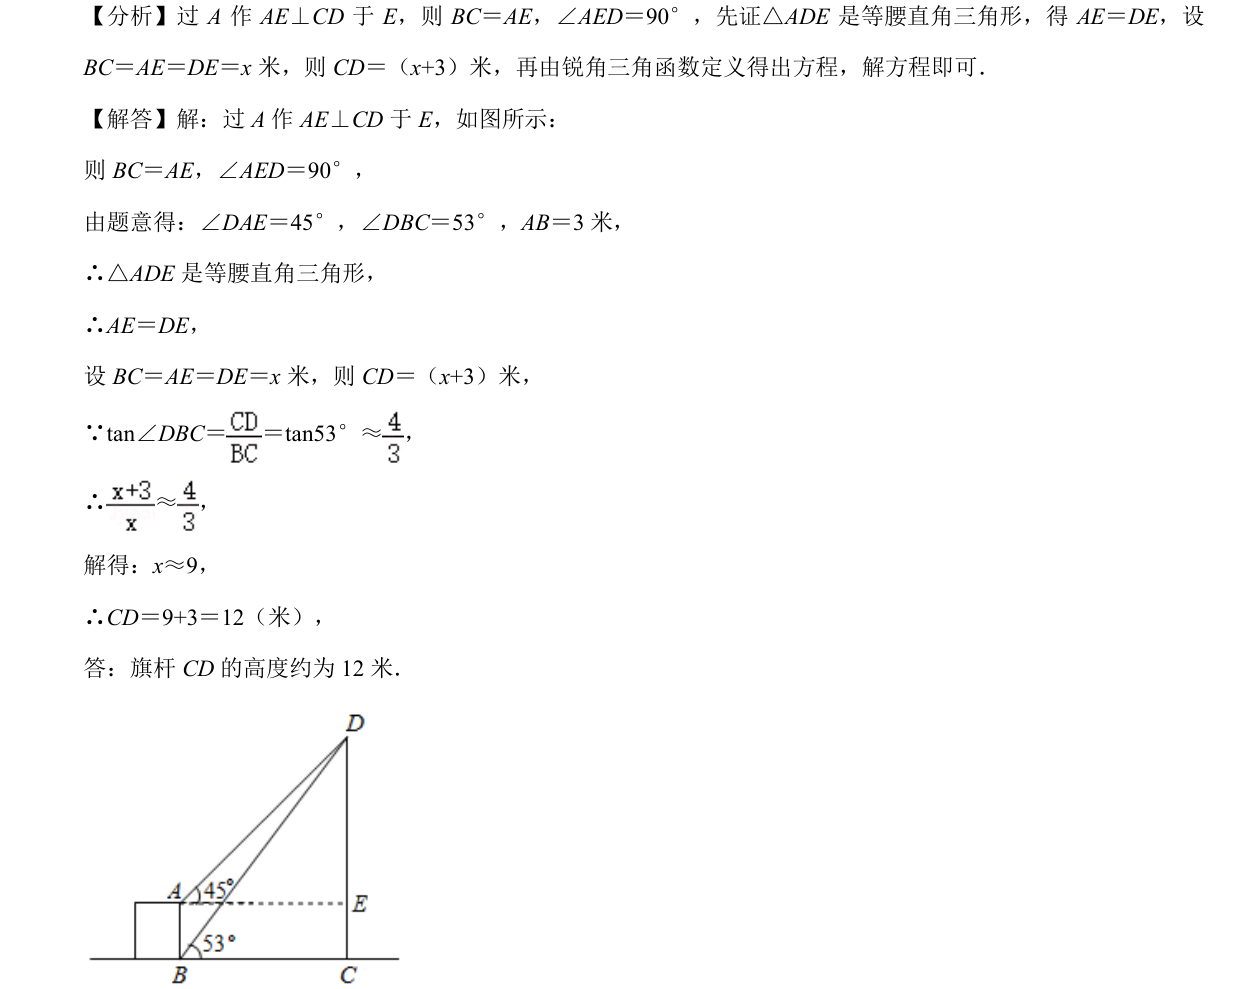 【分析】过 A 作 AE⊥CD 于 E，则 BC＝AE，∠AED＝90°，先证△ADE 是等腰直角三角形，得 AE＝DE，设
BC＝AE＝DE＝x 米，则 CD＝（x+3）米，再由锐角三角函数定义得出方程，解方程即可．
【解答】解：过 A 作 AE⊥CD 于 E，如图所示：
则 BC＝AE，∠AED＝90°，
由题意得：∠DAE＝45°，∠DBC＝53°，AB＝3 米，
∴△ADE 是等腰直角三角形，
∴AE＝DE，
设 BC＝AE＝DE＝x 米，则 CD＝（x+3）米，
∵tan∠DBC＝CD/BC＝tan53°≈4/3，
∴x+3/x≈4/3，
解得：x≈9，
∴CD＝9+3＝12（米），
答：旗杆 CD 的高度约为 12 米．
D
A 45°
E
53°
B C